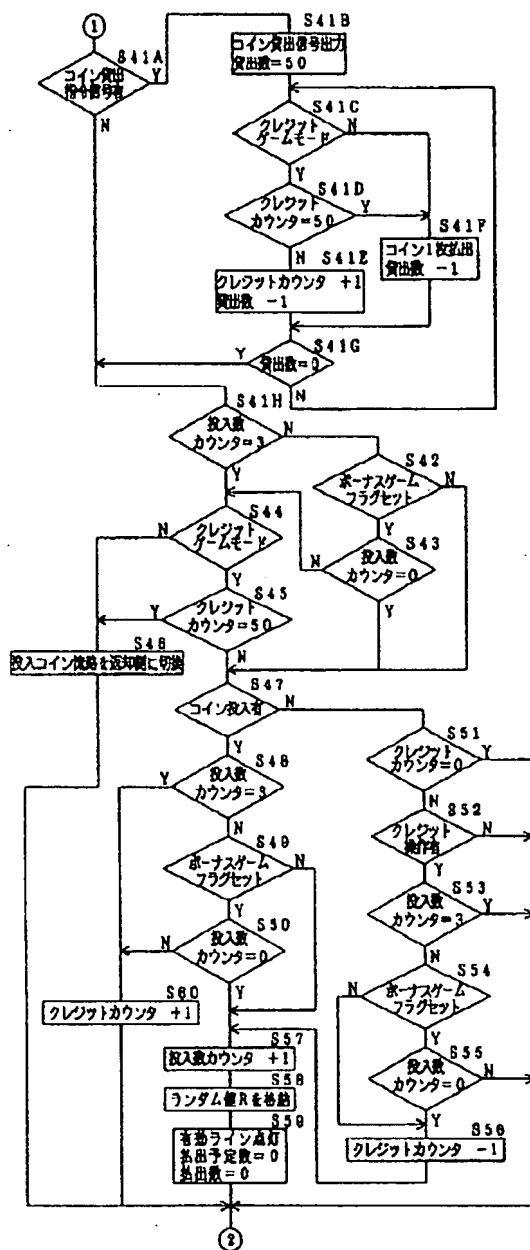 1
S41A
コイン貸出
指令信号有
Y
N
S41B
コイン貸出信号出力
貸出数=50
S41C
クレジット
ゲームモード
N
Y
S41D
クレジット
カウンタ=50
Y
N
S41E
クレジットカウンタ +1
貸出数 -1
S41F
コイン1枚払出
貸出数 -1
S41G
貸出数=0
Y
N
S41H
投入数
カウンタ=3
N
Y
S42
ボーナスゲーム
フラグセット
N
Y
S43
投入数
カウンタ=0
N
Y
S44
クレジット
ゲームモード
N
Y
S45
クレジット
カウンタ=50
Y
N
S46
投入コイン流路を返却側に切換
S47
コイン投入有
N
Y
S48
投入数
カウンタ=3
Y
N
S49
ボーナスゲーム
フラグセット
N
Y
S50
投入数
カウンタ=0
N
Y
S60
クレジットカウンタ +1
S51
クレジット
カウンタ=0
Y
N
S52
クレジット
操作有
N
Y
S53
投入数
カウンタ=3
Y
N
S54
ボーナスゲーム
フラグセット
N
Y
S55
投入数
カウンタ=0
N
Y
S56
クレジットカウンタ -1
S57
投入数カウンタ +1
S58
ランダム値Rを格納
S59
有効ライン点灯
払出予定数=0
払出数=0
2